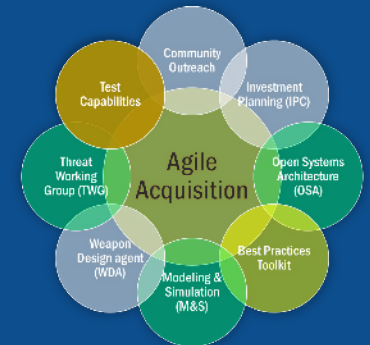 Community
Outreach
Investment
Planning (IPC)
Open Systems
Architecture
(OSA)
Best Practices
Toolkit
Modeling &
Simulation
(M&S)
Weapon
Design agent
(WDA)
Threat
Working
Group (TWG)
Test
Capabilities
Agile
Acquisition